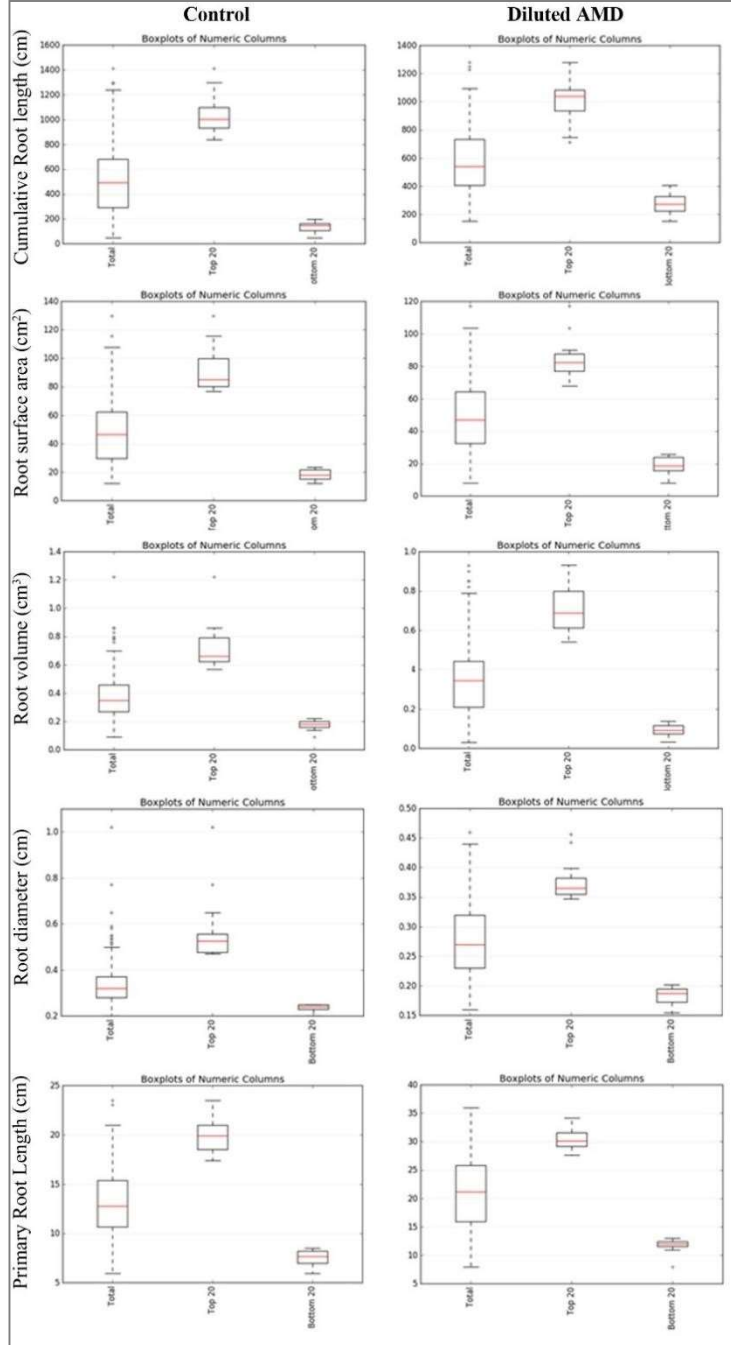 Control
Diluted AMD
Cumulative Root length (cm)
Boxplots of Numeric Columns
1600
1400
1200
1000
800
600
400
200
0
Total
Top 20
ottom 20
Boxplots of Numeric Columns
1400
1200
1000
800
600
400
200
0
Total
Top 20
ottom 20
Root surface area (cm²)
Boxplots of Numeric Columns
140
120
100
80
60
40
20
0
Total
Top 20
om 20
Boxplots of Numeric Columns
120
100
80
60
40
20
0
Total
Top 20
ttom 20
Root volume (cm³)
Boxplots of Numeric Columns
1.4
1.2
1.0
0.8
0.6
0.4
0.2
0.0
Total
Top 20
ottom 20
Boxplots of Numeric Columns
1.0
0.8
0.6
0.2
0.0
Total
Top 20
ottom 20
Root diameter (cm)
Boxplots of Numeric Columns
1.0
0.8
0.6
0.4
0.2
Total
Top 20
Bottom 20
Boxplots of Numeric Columns
0.50
0.45
0.40
0.35
0.30
0.25
0.20
0.15
Total
Top 20
Bottom 20
Primary Root Length (cm)
Boxplots of Numeric Columns
25
20
15
10
5
Total
Top 20
Bottom 20
Boxplots of Numeric Columns
40
35
30
25
20
15
10
5
Total
Top 20
Bottom 20